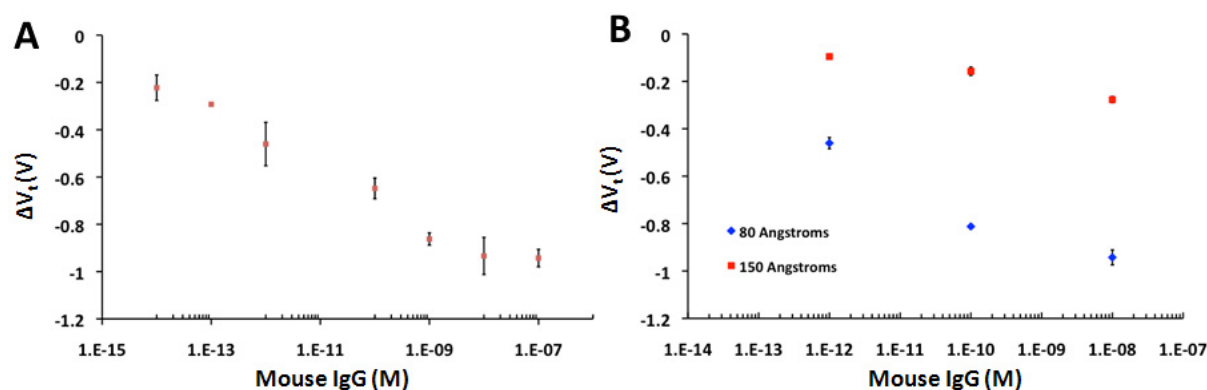 A
0
-0.2
-0.4
-0.6
-0.8
-1
-1.2
ΔVt(V)
1.E-15 1.E-13 1.E-11 1.E-09 1.E-07
Mouse IgG (M)
B
0
-0.2
-0.4
-0.6
-0.8
-1
-1.2
ΔVt(V)
80 Angstroms
150 Angstroms
1.E-14 1.E-13 1.E-12 1.E-11 1.E-10 1.E-09 1.E-08 1.E-07
Mouse IgG (M)